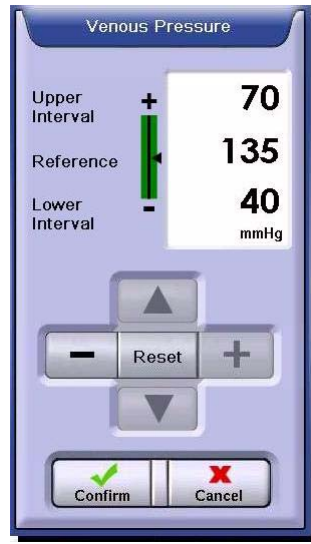 Venous Pressure
Upper
Interval
+
70
Reference
135
Lower
Interval
-
40
mmHg
- Reset +
Confirm
Cancel